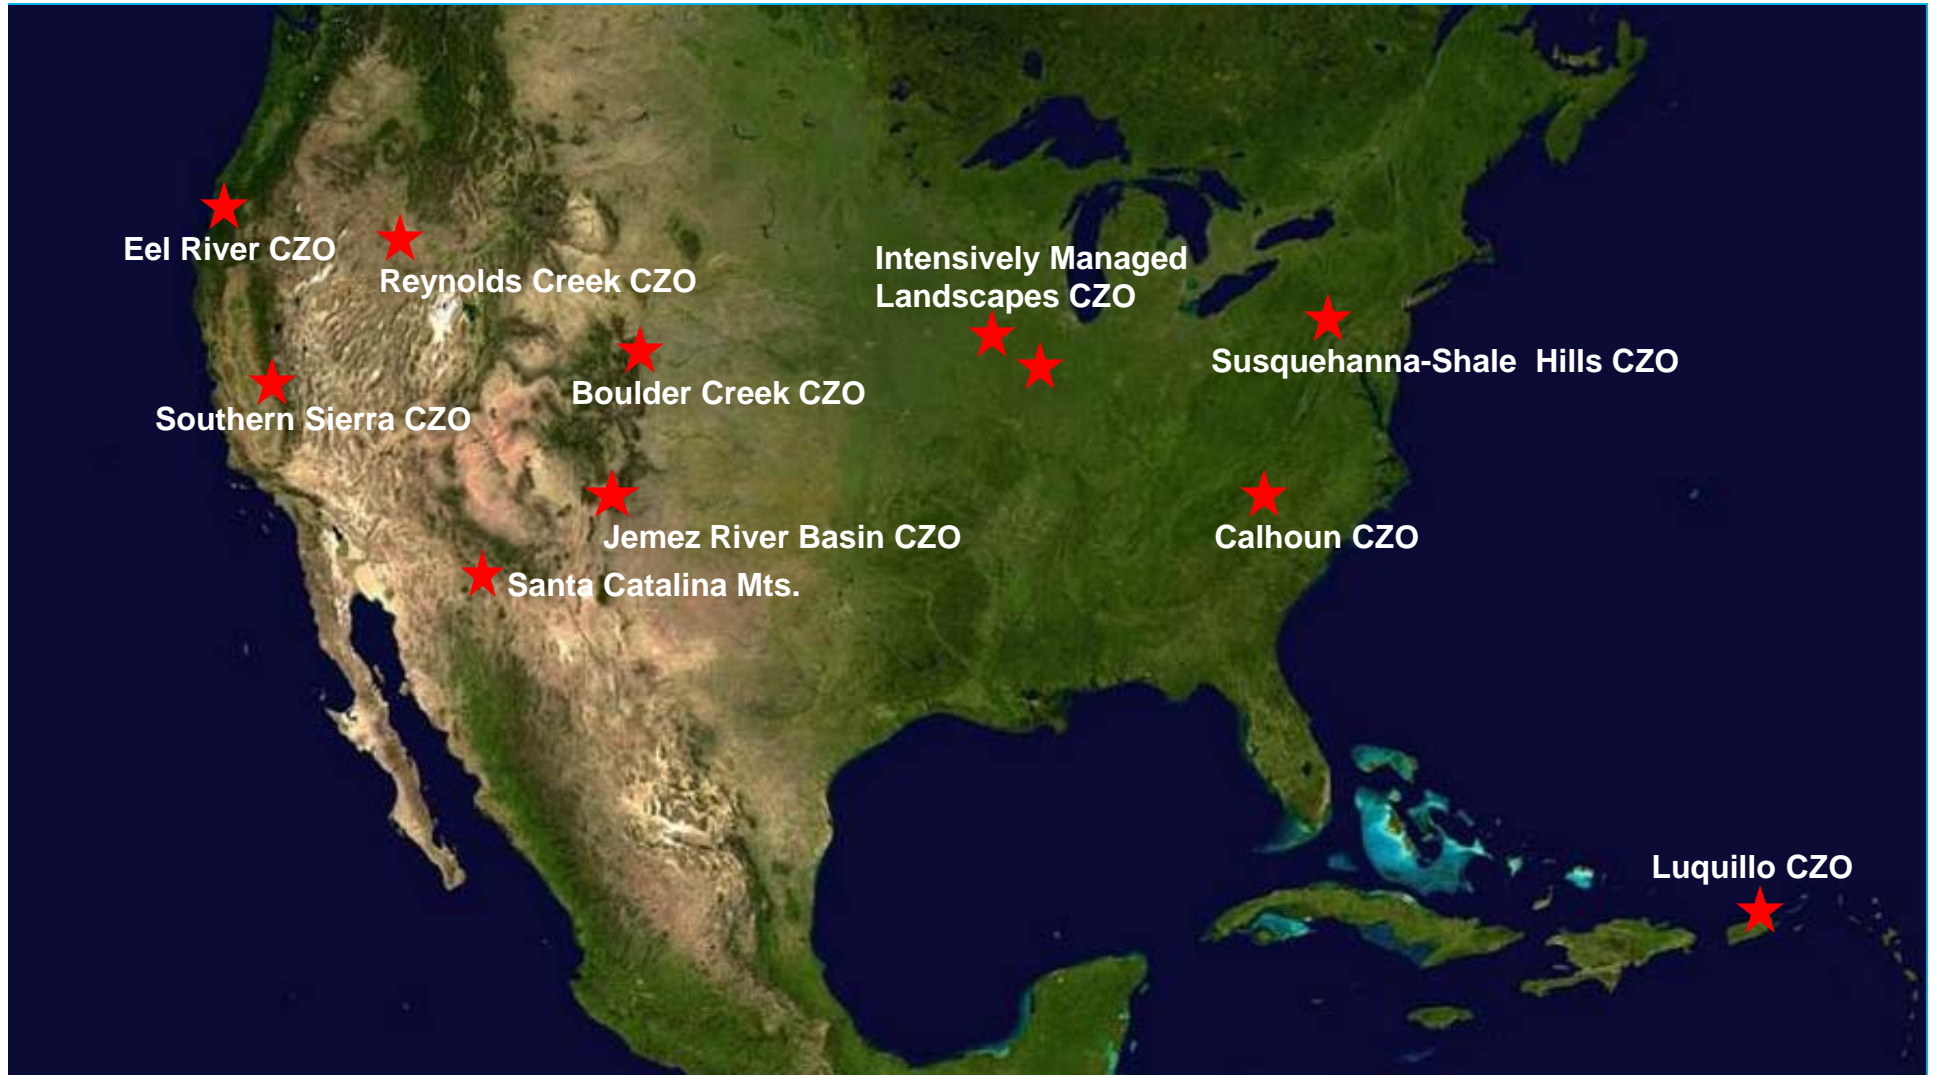 Eel River CZO
Reynolds Creek CZO
Intensively Managed
Landscapes CZO
Susquehanna-Shale  Hills CZO
Boulder Creek CZO
Southern Sierra CZO
Jemez River Basin CZO
Calhoun CZO
Santa Catalina Mts.
Luquillo CZO